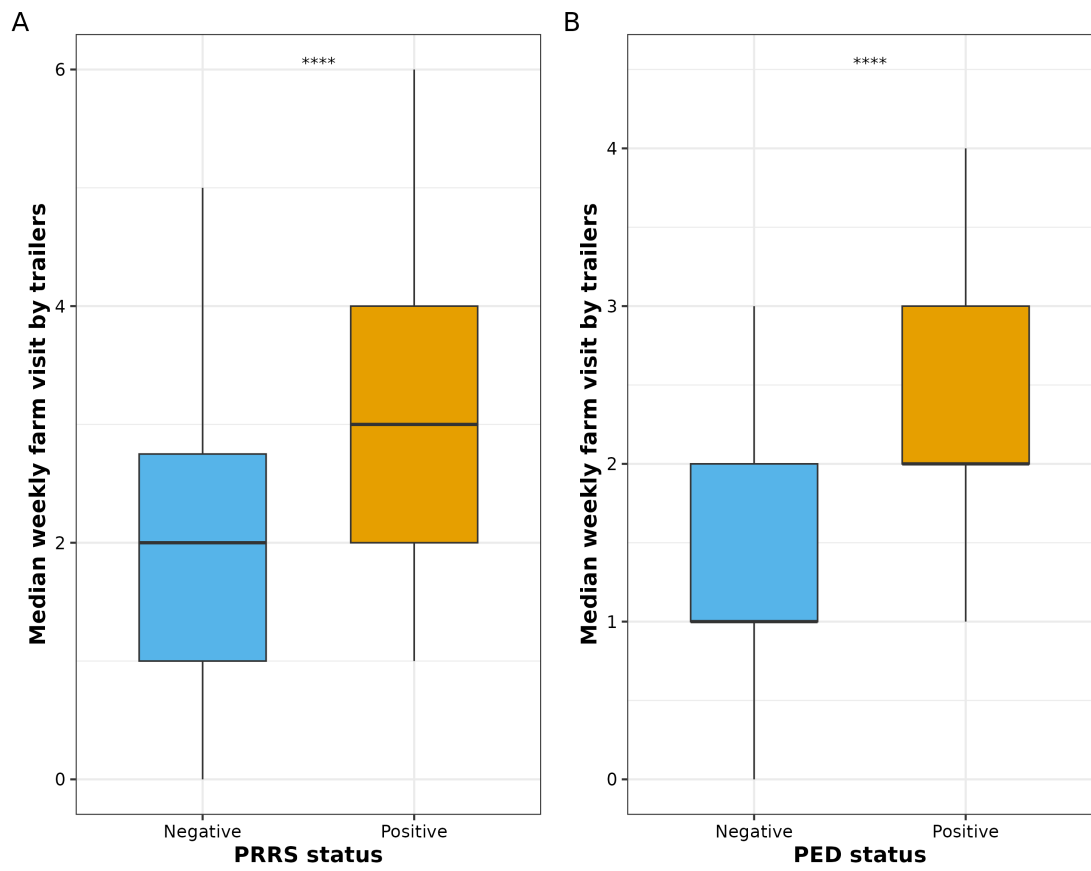 A
Median weekly farm visit by trailers
6
4
2
0
****
Negative
Positive
PRRS status
B
Median weekly farm visit by trailers
4
3
2
1
0
****
Negative
Positive
PED status